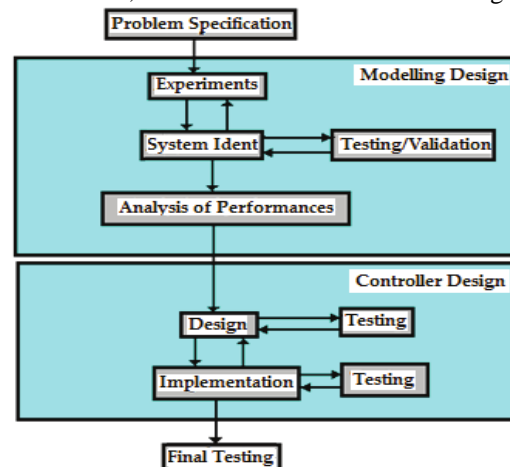 Problem Specification
Modelling Design
Experiments
System Ident
Testing/Validation
Analysis of Performances
Controller Design
Design
Testing
Implementation
Testing
Final Testing